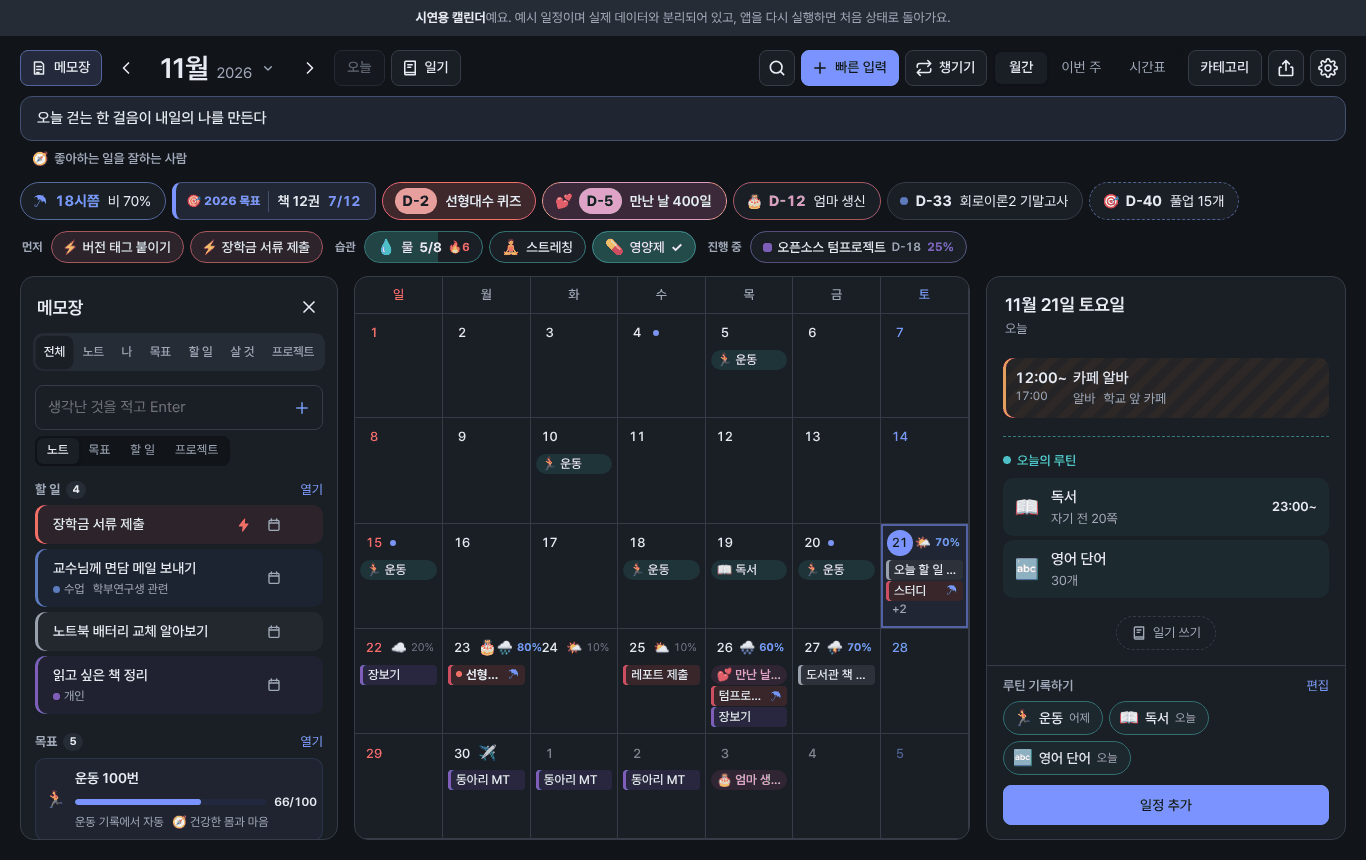 시연용 캘린더예요. 예시 일정이며 실제 데이터와 분리되어 있고, 앱을 다시 실행하면 처음 상태로 돌아가요.
메모장 11월 2026 오늘 일기 빠른 입력 챙기기 월간 이번 주 시간표 카테고리
오늘 걷는 한 걸음이 내일의 나를 만든다
좋아하는 일을 잘하는 사람
18시쯤 비 70% 2026 목표 책 12권 7/12 D-2 선형대수 퀴즈 D-5 만난 날 400일 D-12 엄마 생신 D-33 회로이론2 기말고사 D-40 풀업 15개
먼저 버전 태그 붙이기 장학금 서류 제출 습관 물 5/8 6 스트레칭 영양제 진행 중 오픈소스 텀프로젝트 D-18 25%
메모장
전체 노트 나 목표 할 일 살 것 프로젝트
생각난 것을 적고 Enter
노트 목표 할 일 프로젝트
할 일 4 열기
장학금 서류 제출
교수님께 면담 메일 보내기
수업 학부연구생 관련
노트북 배터리 교체 알아보기
읽고 싶은 책 정리
개인
목표 5 열기
운동 100번
66/100
운동 기록에서 자동 건강한 몸과 마음
일 월 화 수 목 금 토
1 2 3 4 5 6 7
운동
8 9 10 11 12 13 14
운동
15 16 17 18 19 20 21 70%
운동 운동 독서 운동 오늘 할 일 ...
스터디
+2
22 20% 23 80% 24 10% 25 10% 26 60% 27 70% 28
장보기 선형... 레포트 제출 만난 날... 도서관 책 ...
텀프로...
장보기
29 30 1 2 3 4 5
동아리 MT 동아리 MT 동아리 MT 엄마 생...
11월 21일 토요일
오늘
12:00~ 카페 알바
17:00 알바 학교 앞 카페
오늘의 루틴
독서
자기 전 20쪽
23:00~
abc 영어 단어
30개
일기 쓰기
루틴 기록하기 편집
운동 어제 독서 오늘
abc 영어 단어 오늘
일정 추가